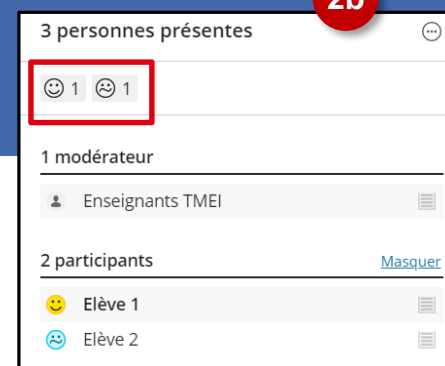 2b
3 personnes présentes
1 1
1 modérateur
Enseignants TMEI
2 participants Masquer
Elève 1
Elève 2